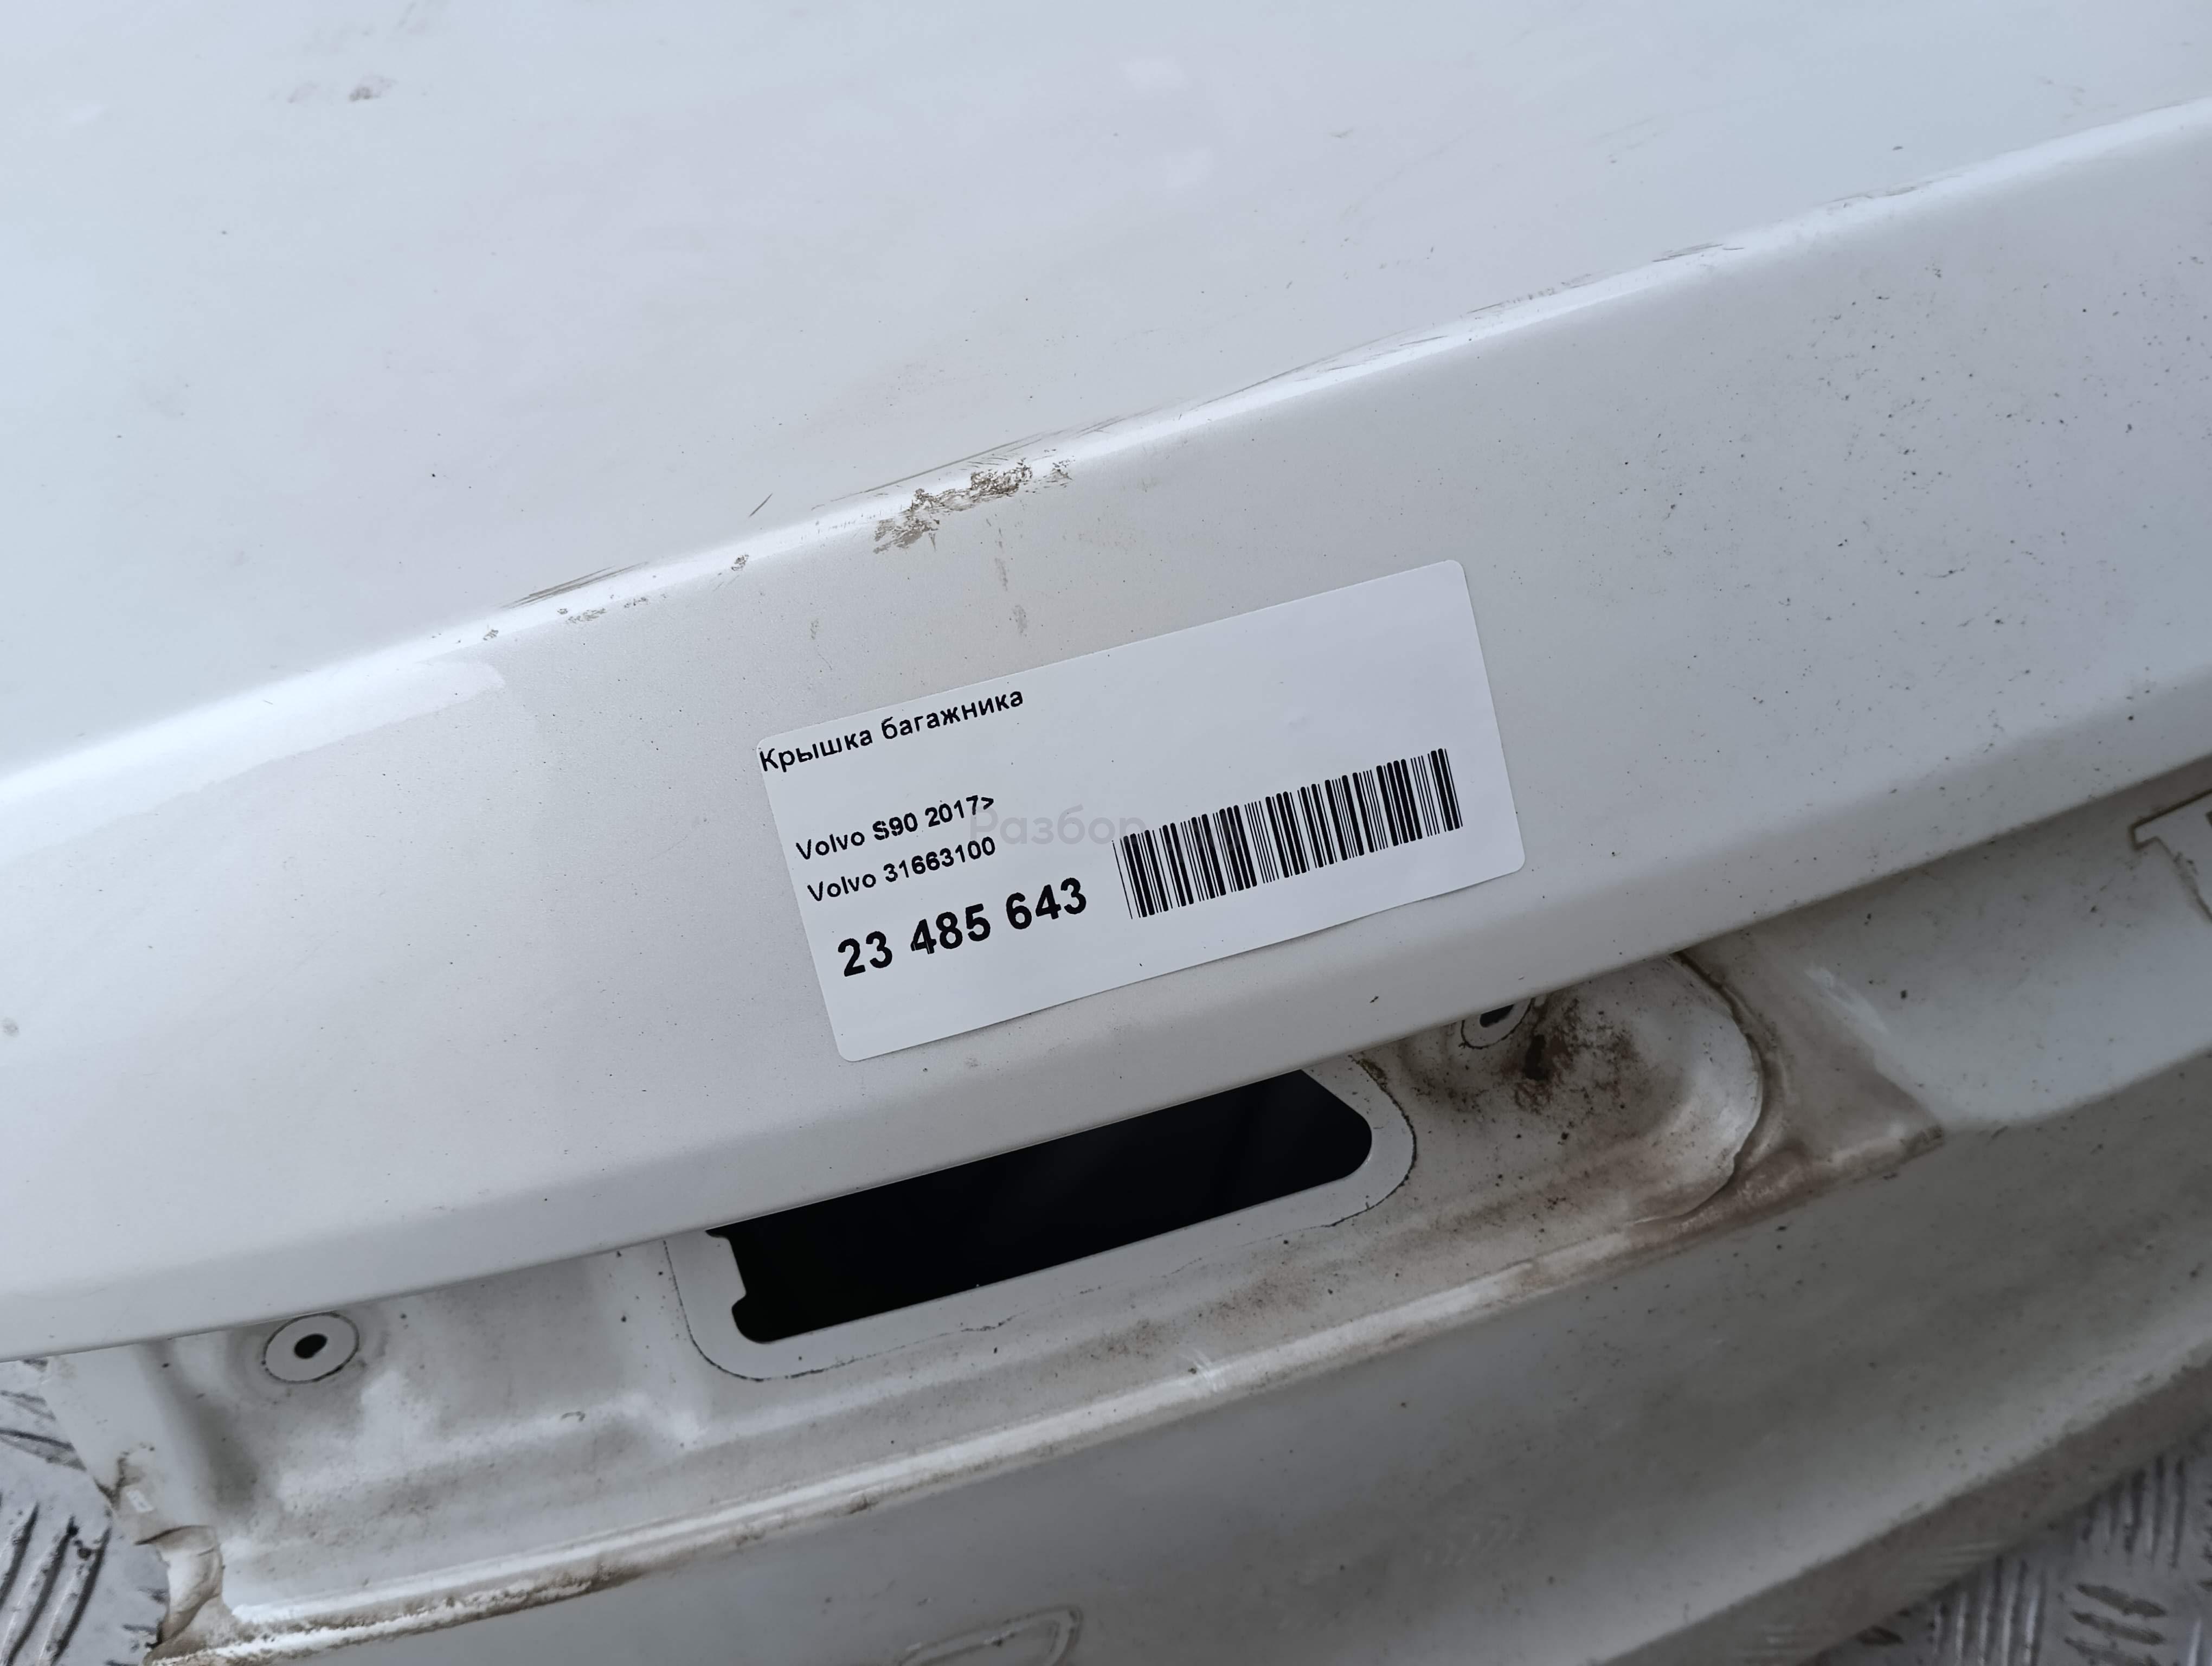 Крышка багажника
Volvo S90 2017>
Разбор
Volvo 31663100
23 485 643